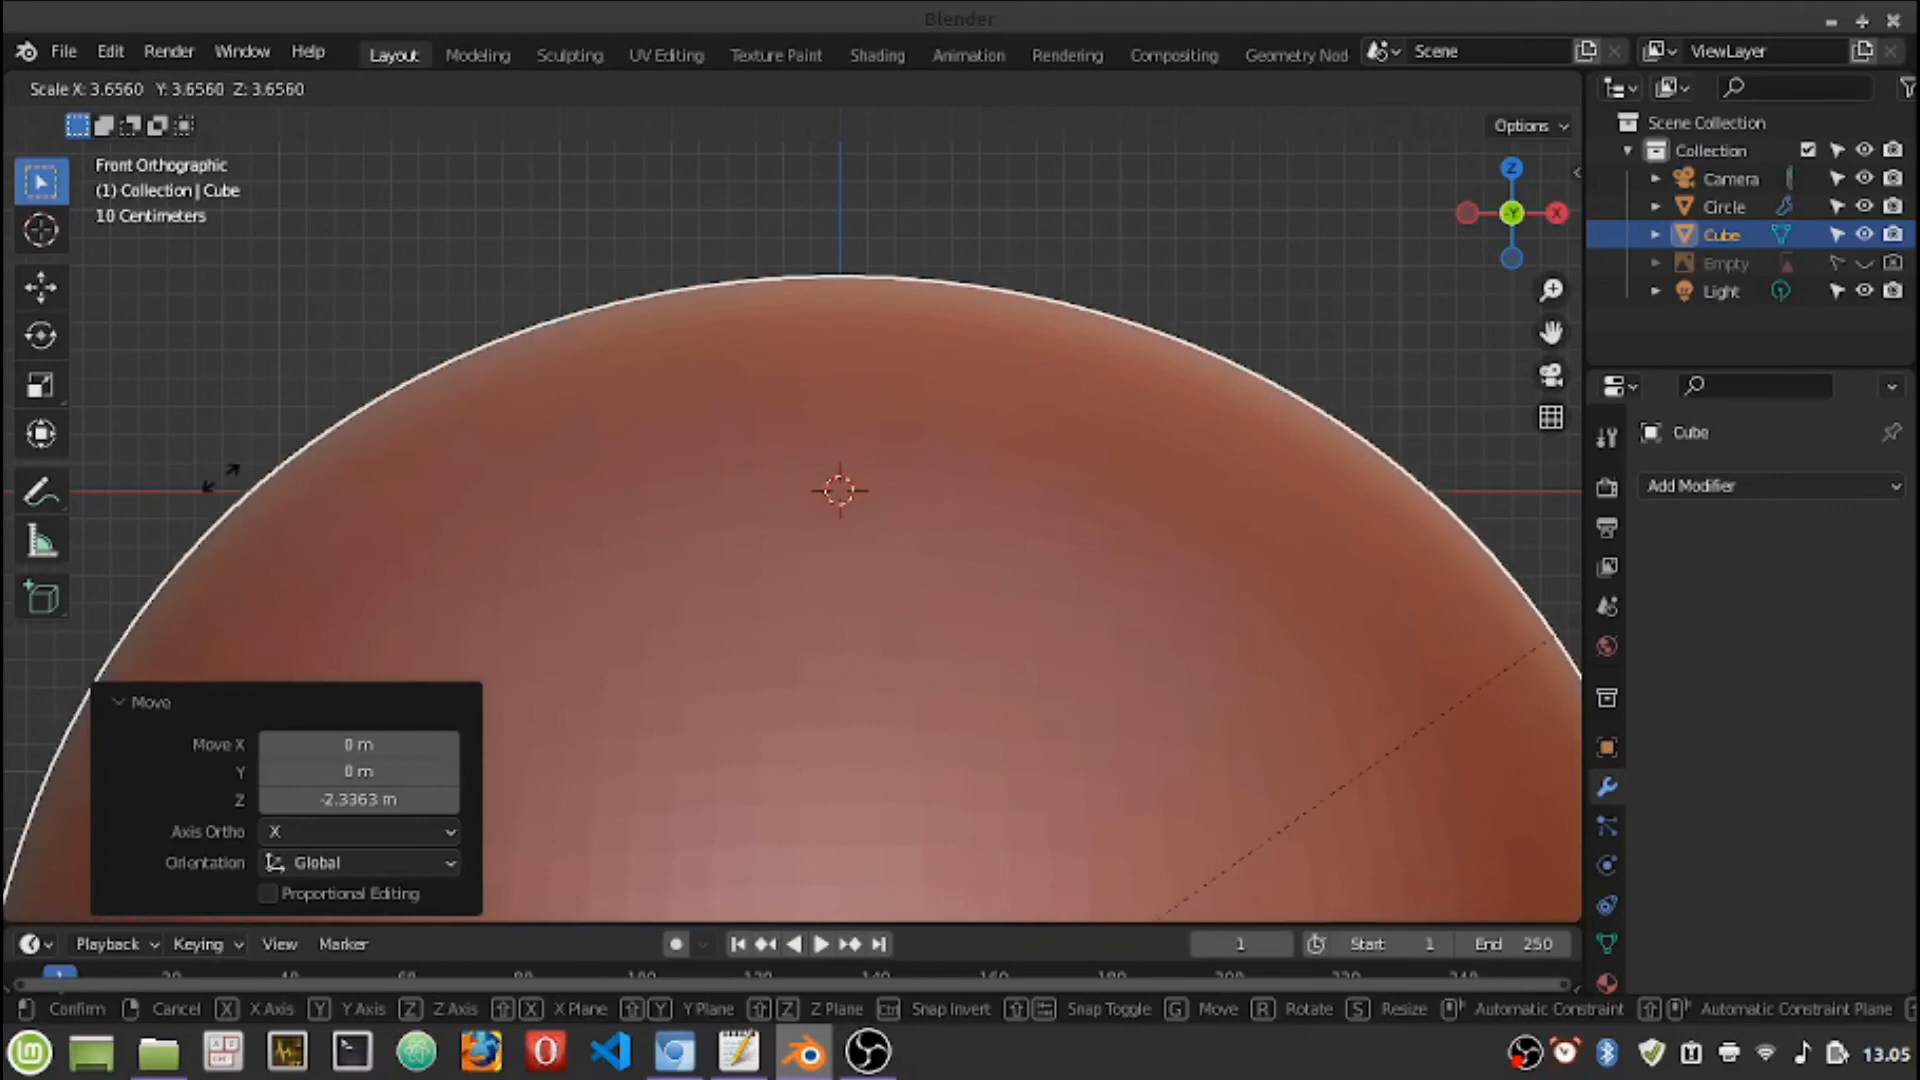 Blender
File Edit Render Window Help Layout Modeling Sculpting UV Editing Texture Paint Shading Animation Rendering Compositing Geometry Nod Scene ViewLayer
Scale X: 3.6560 Y: 3.6560 Z: 3.6560
Options
Front Orthographic
(1) Collection | Cube
10 Centimeters
Z
-Y
X
Scene Collection
Collection
Camera
Circle
Cube
Empty
Light
Cube
Add Modifier
Move
Move X 0 m
Y 0 m
Z -2.3363 m
Axis Ortho X
Orientation Global
Proportional Editing
Playback Keying View Marker 1 Start 1 End 250
Confirm Cancel X X Axis Y Y Axis Z Z Axis X X Plane Y Y Plane Z Z Plane Ctrl Snap Invert Snap Toggle G Move R Rotate S Resize Automatic Constraint Automatic Constraint Plane
13.05